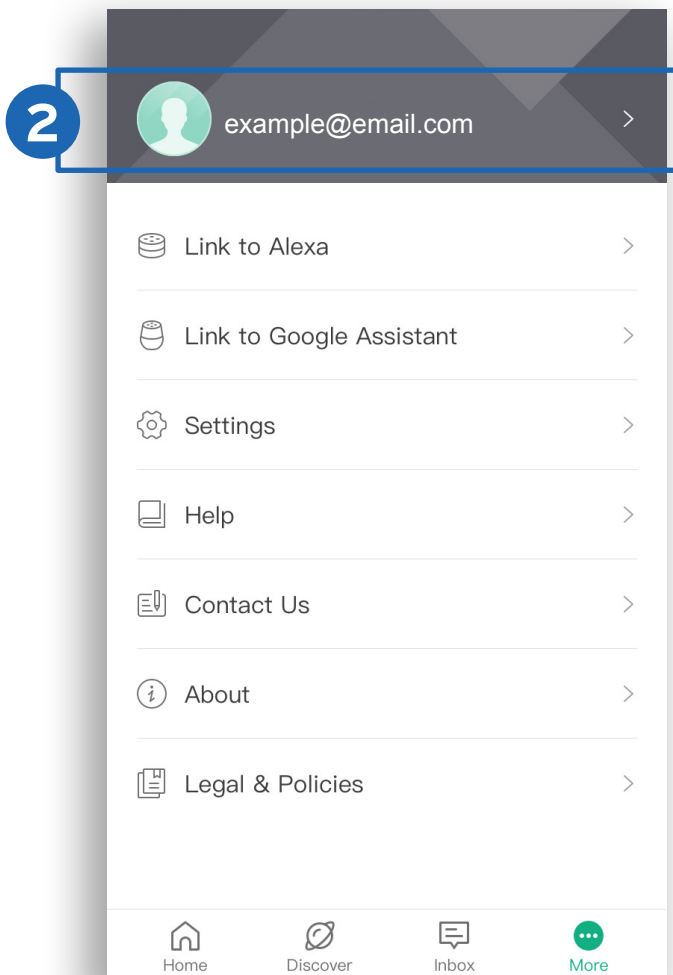 2
example@email.com
Link to Alexa
Link to Google Assistant
Settings
Help
Contact Us
About
Legal & Policies
Home Discover Inbox More